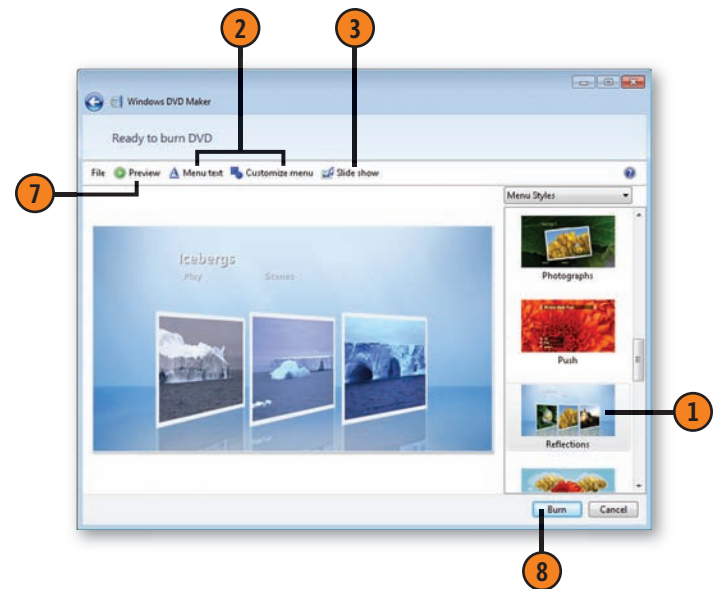 2 3
Windows DVD Maker
Ready to burn DVD
File Preview Menu text Customize menu Slide show
7
Menu Styles
Icebergs
Play Scenes
Photographs
Push
1
Reflections
Burn Cancel
8